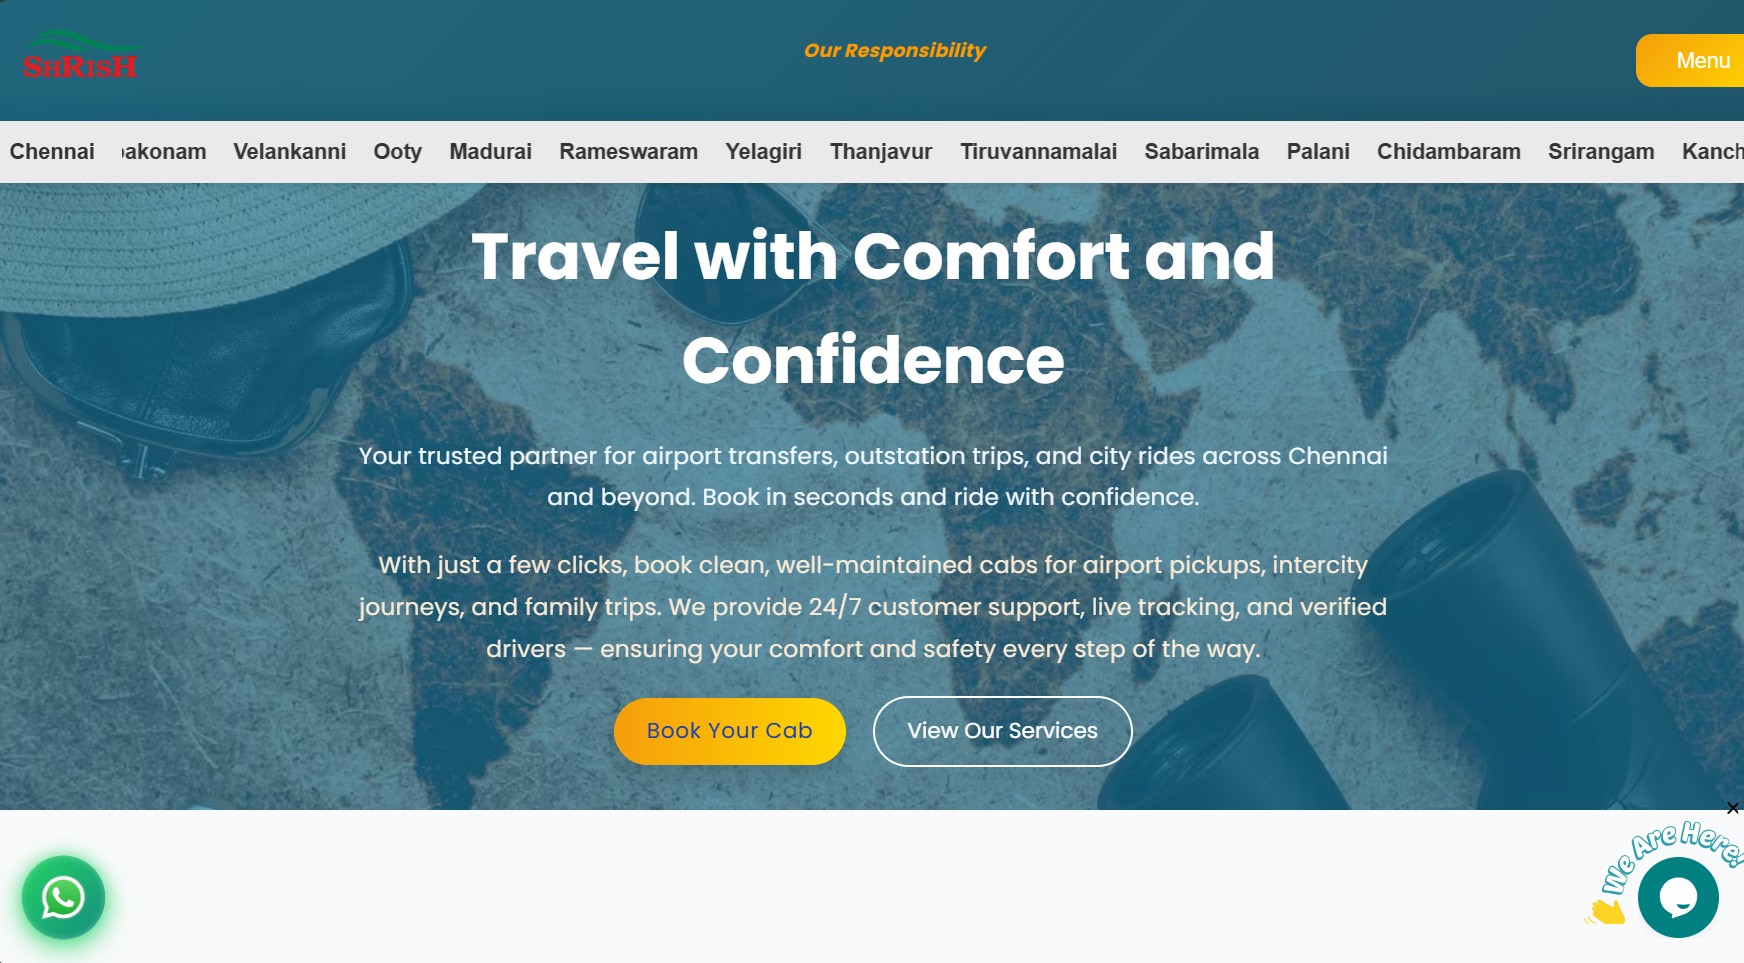 SHRISH
Our Responsibility
Menu
Chennai akonam Velankanni Ooty Madurai Rameswaram Yelagiri Thanjavur Tiruvannamalai Sabarimala Palani Chidambaram Srirangam Kanch
Travel with Comfort and
Confidence
Your trusted partner for airport transfers, outstation trips, and city rides across Chennai
and beyond. Book in seconds and ride with confidence.
With just a few clicks, book clean, well-maintained cabs for airport pickups, intercity
journeys, and family trips. We provide 24/7 customer support, live tracking, and verified
drivers — ensuring your comfort and safety every step of the way.
Book Your Cab View Our Services
We Are Here!